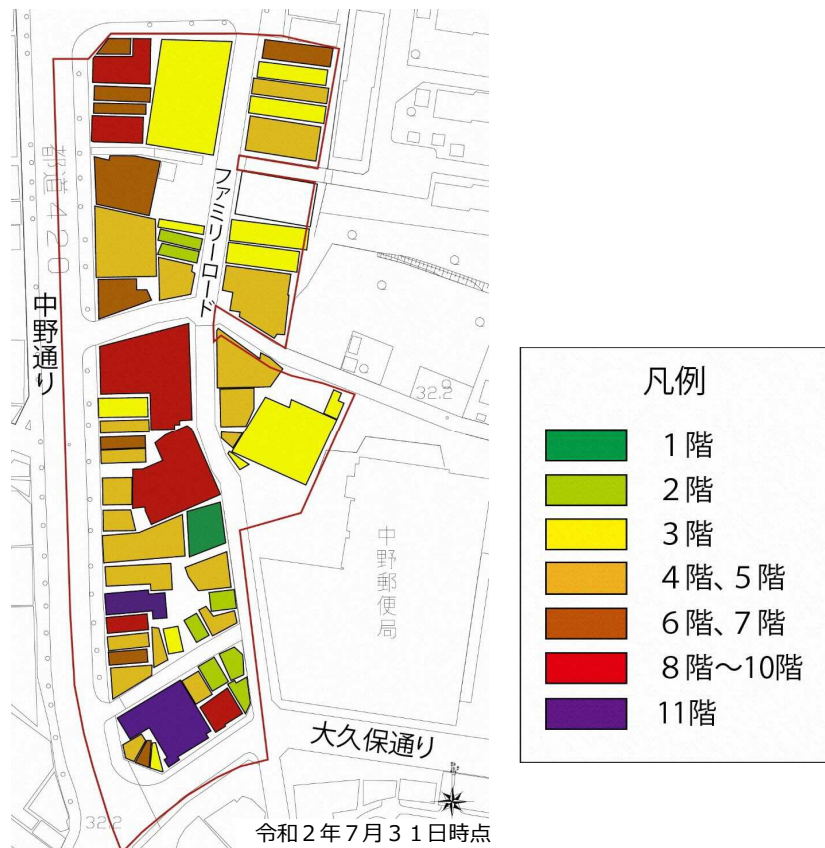 都道420
ファミリーロード
中野通り
32.2
中野郵便局
大久保通り
32.2
令和2年7月31日時点
凡例
1階
2階
3階
4階、5階
6階、7階
8階～10階
11階